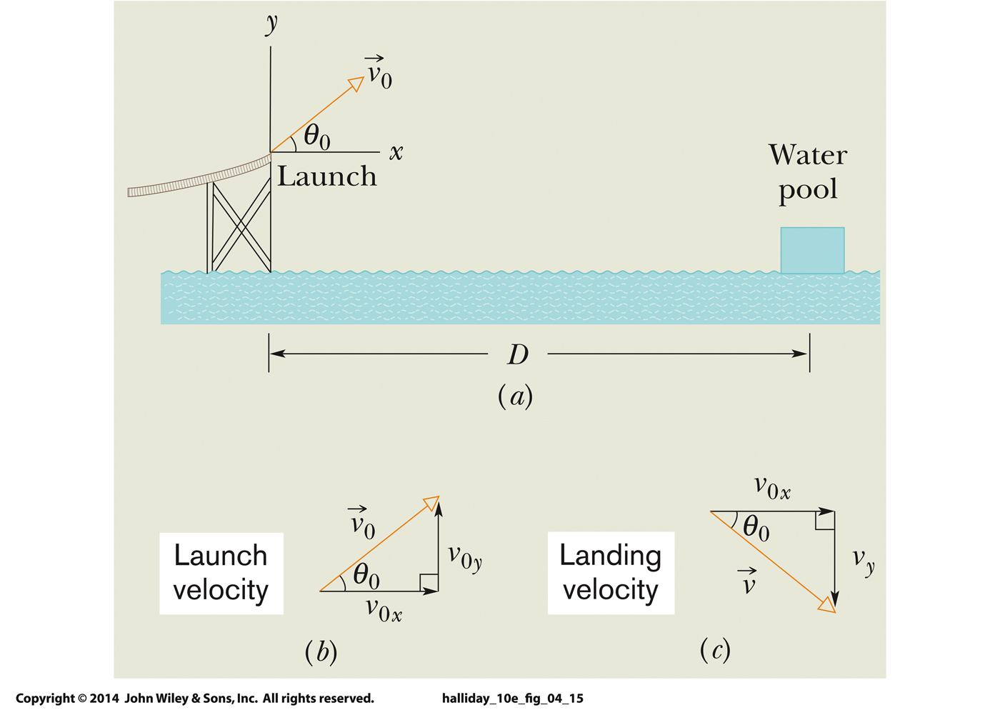 y
v⃗0
θ0
x
Launch
Water
pool
D
(a)
v⃗0
θ0
v0y
v0x
Launch
velocity
(b)
v0x
θ0
vy
v⃗
Landing
velocity
(c)
Copyright © 2014 John Wiley & Sons, Inc. All rights reserved.
halliday_10e_fig_04_15